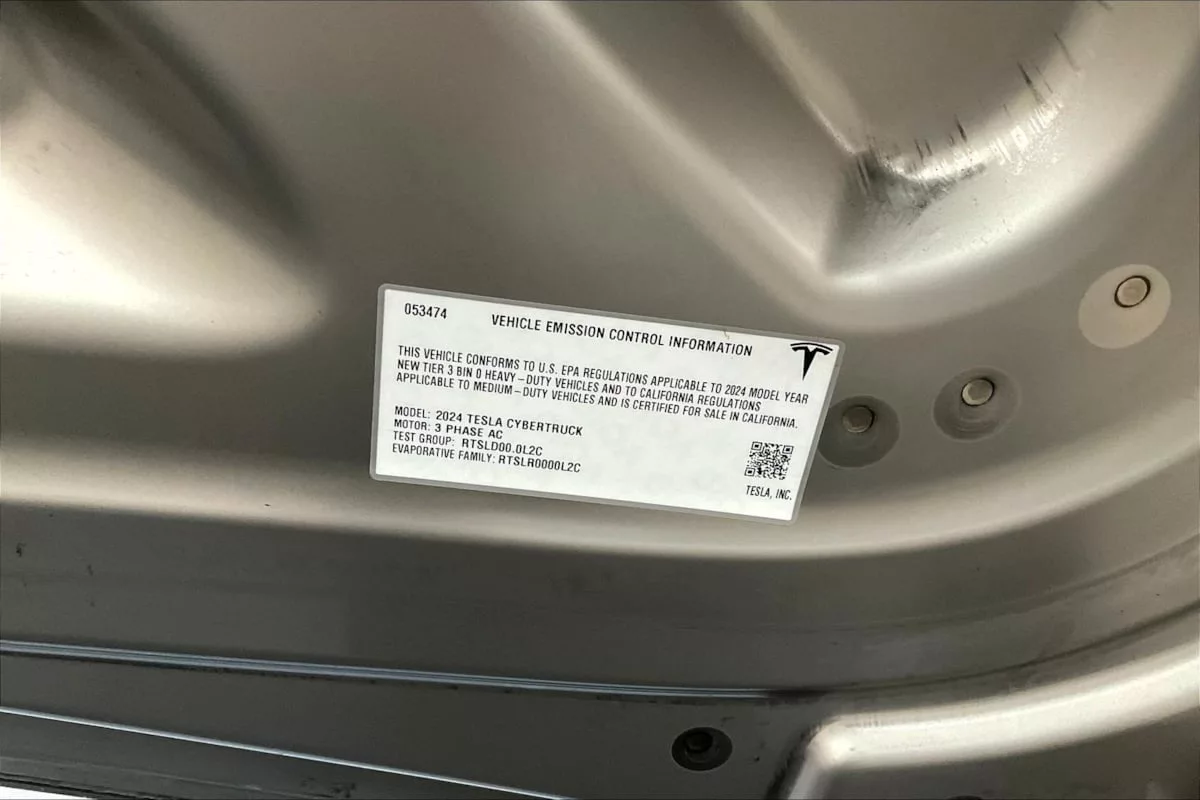 053474
VEHICLE EMISSION CONTROL INFORMATION
THIS VEHICLE CONFORMS TO U.S. EPA REGULATIONS APPLICABLE TO 2024 MODEL YEAR
NEW TIER 3 BIN 0 HEAVY-DUTY VEHICLES AND TO CALIFORNIA REGULATIONS
APPLICABLE TO MEDIUM-DUTY VEHICLES AND IS CERTIFIED FOR SALE IN CALIFORNIA.
MODEL: 2024 TESLA CYBERTRUCK
MOTOR: 3 PHASE AC
TEST GROUP: RTSLD00.0L2C
EVAPORATIVE FAMILY: RTSLR0000L2C
TESLA, INC.